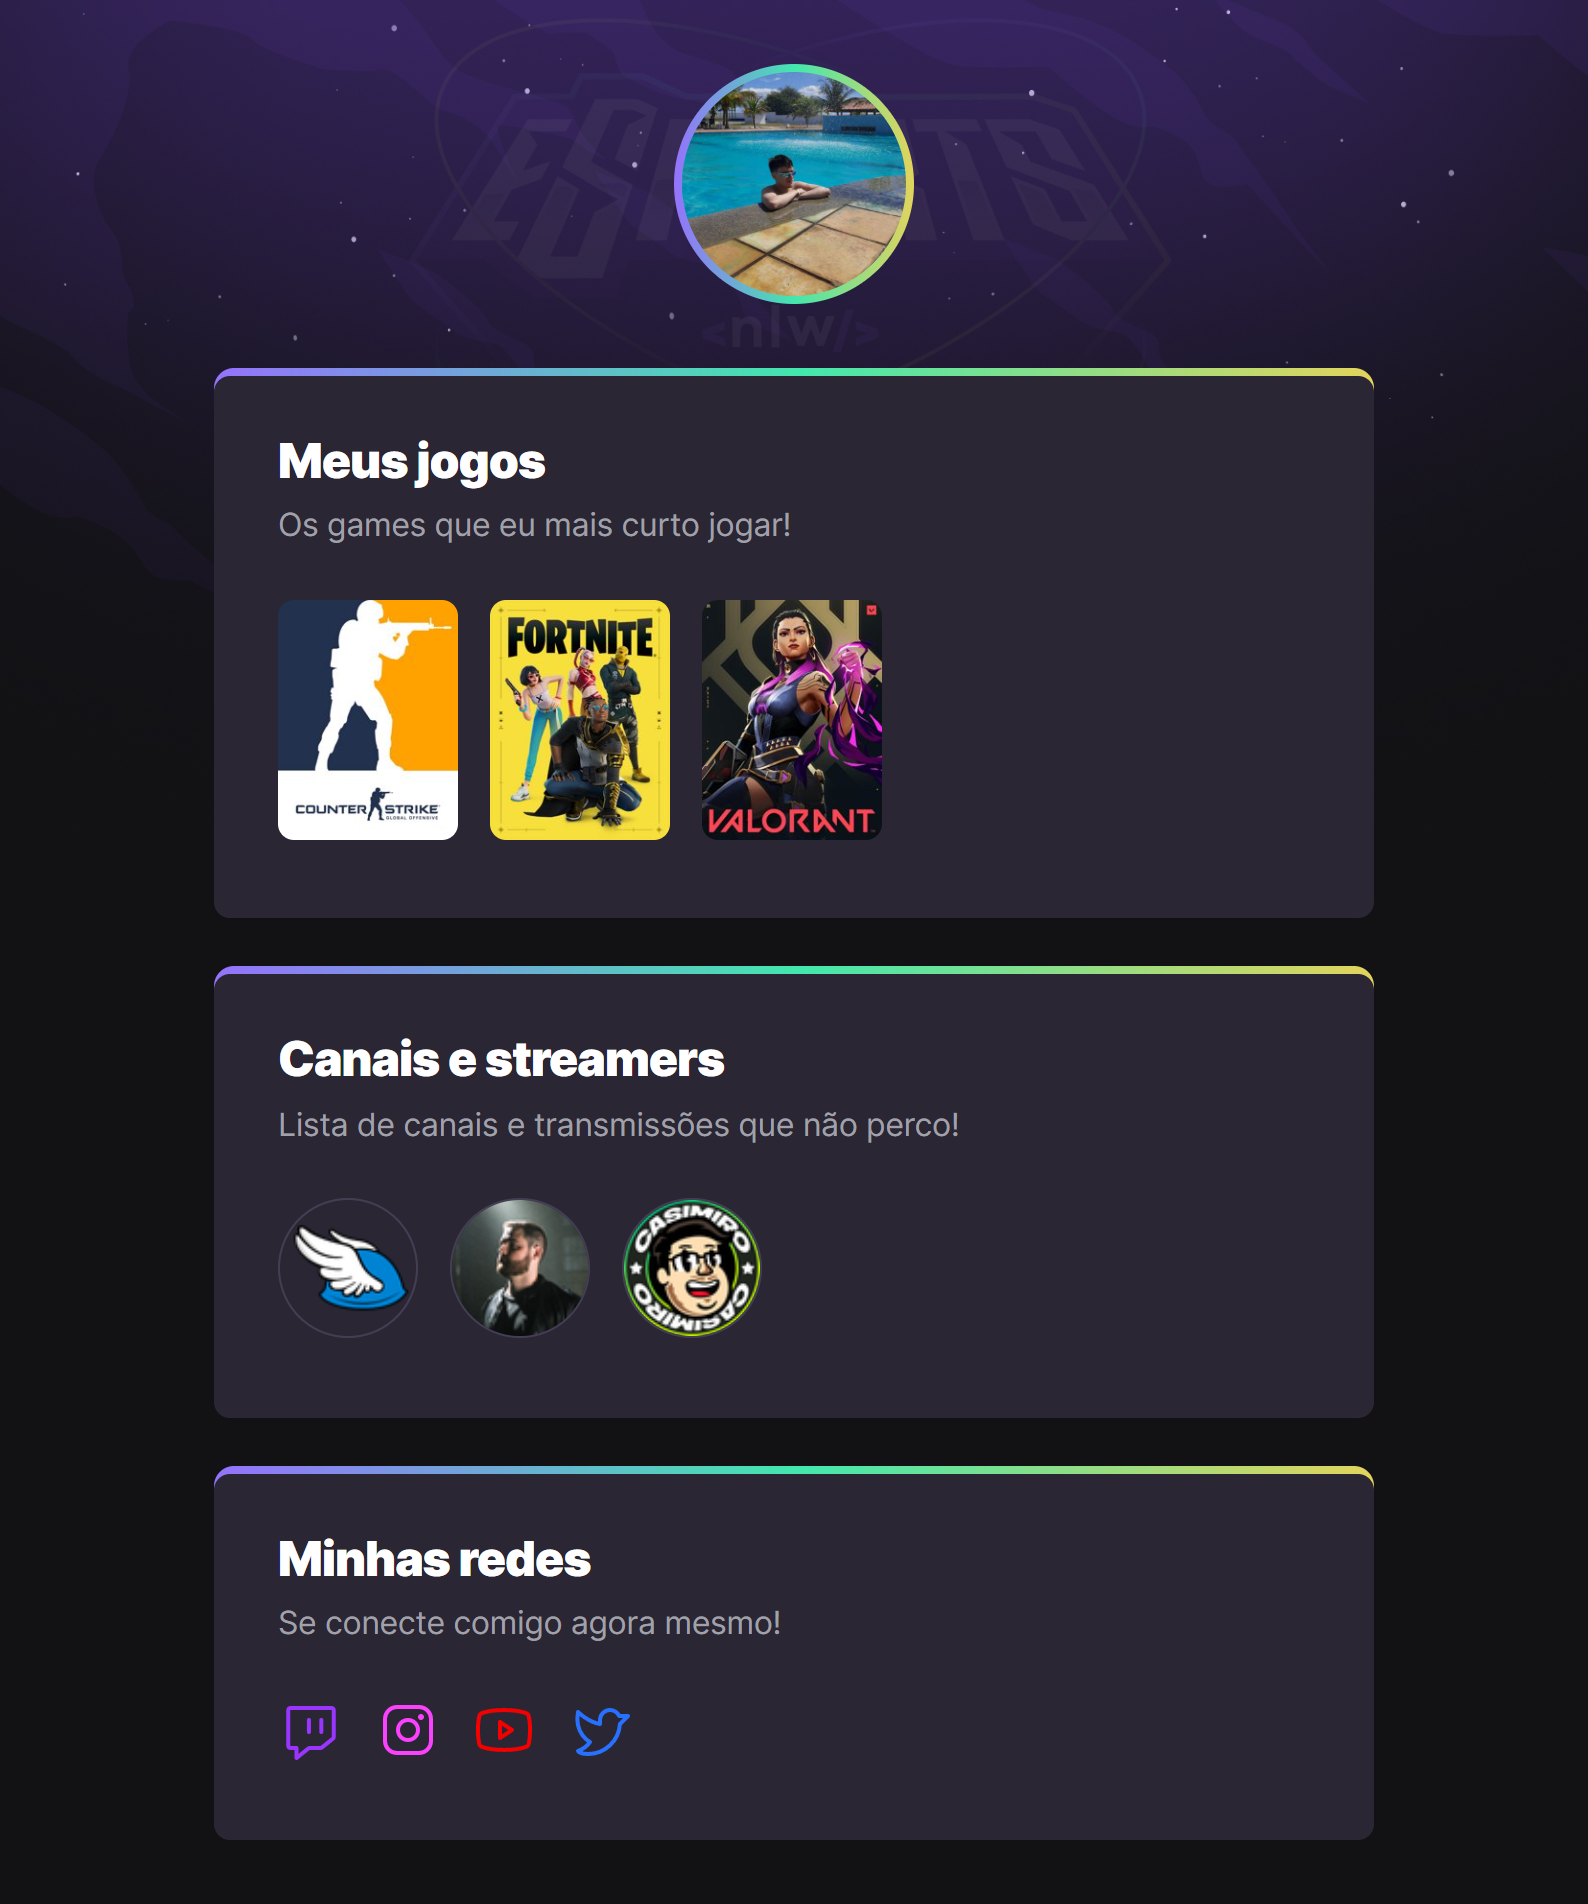 ESPORTS
<nlw/>
Meus jogos
Os games que eu mais curto jogar!
COUNTER STRIKE
GLOBAL OFFENSIVE
FORTNITE
VALORANT
Canais e streamers
Lista de canais e transmissões que não perco!
CASIMIRO
CASIMIRO
Minhas redes
Se conecte comigo agora mesmo!